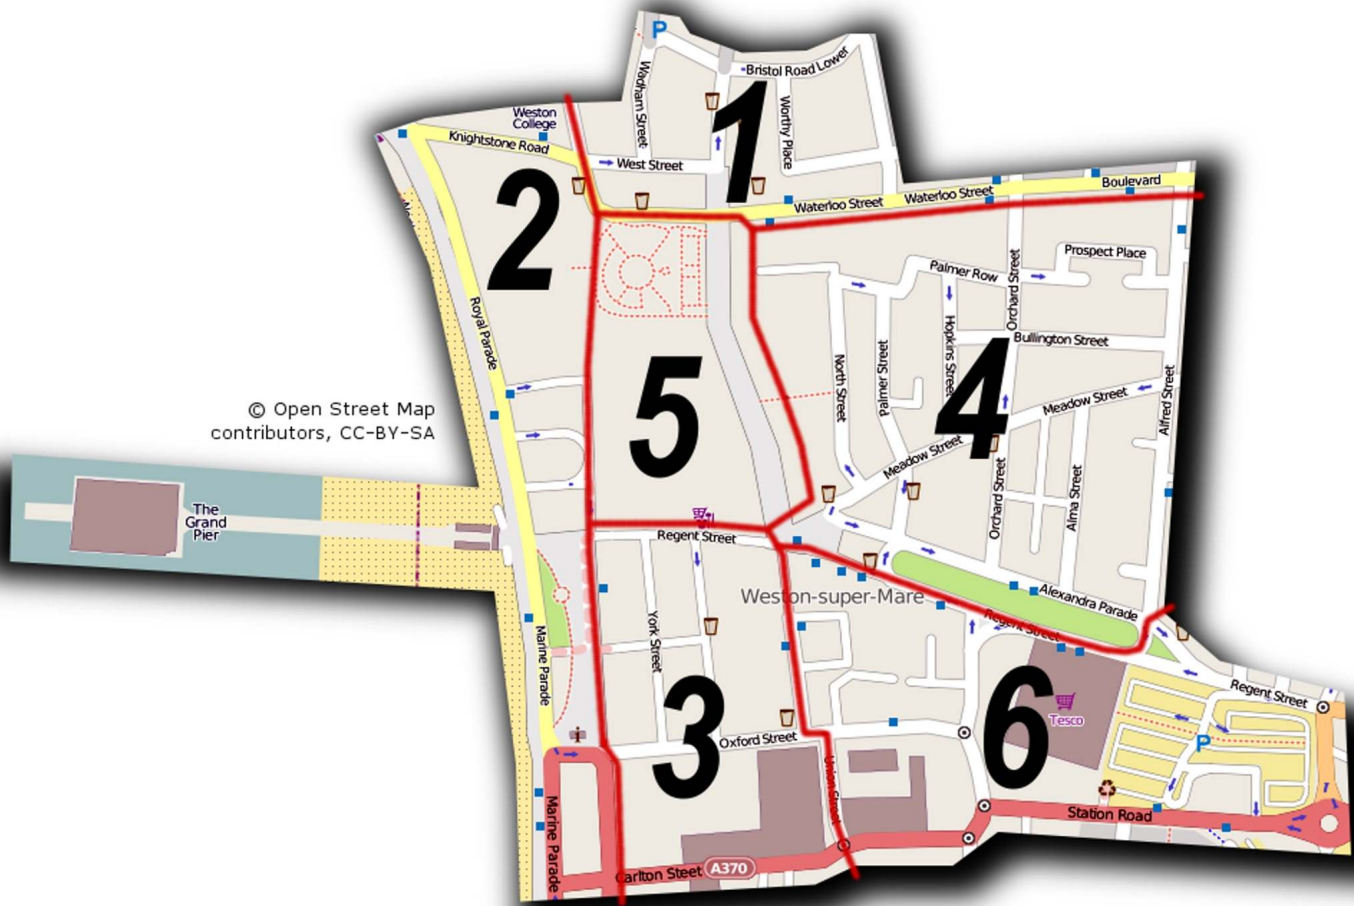 P
Bristol Road Lower
Wadham Street
Worthy Place
1
Weston
College
Knightstone Road
West Street
2
Waterloo Street
Waterloo Street
Boulevard
Prospect Place
Palmer Row
Orchard Street
Royal Parade
Hopkins Street
Bullington Street
5
North Street
Palmer Street
4
Meadow Street
Alfred Street
© Open Street Map
contributors, CC-BY-SA
Meadow Street
Orchard Street
Alma Street
The
Grand
Pier
Regent Street
Weston-super-Mare
Alexandra Parade
Regent Street
York Street
Marine Parade
3
6
Tesco
Regent Street
P
i
Oxford Street
Union Street
Marine Parade
Station Road
Carlton Steet
A370